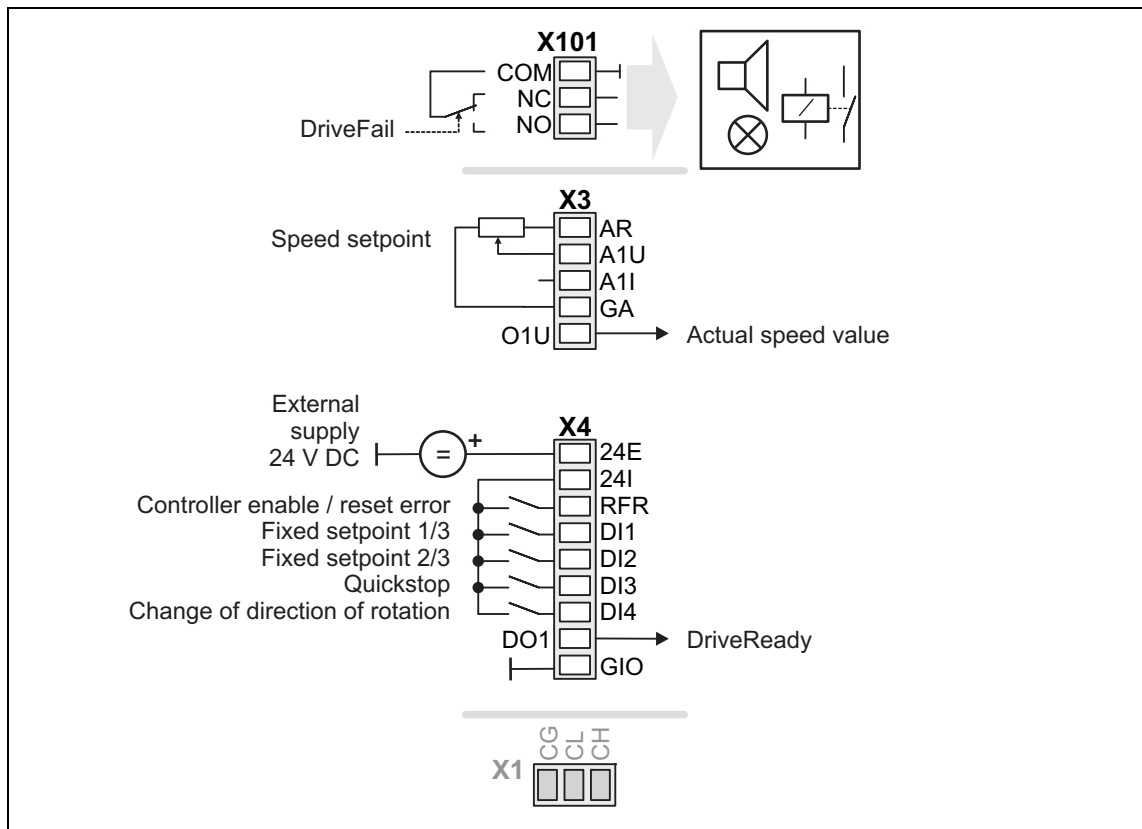 X101
COM
NC
NO
DriveFail
X3
Speed setpoint
AR
A1U
A1I
GA
O1U
Actual speed value
External
supply
24 V DC
=
+
X4
24E
24I
Controller enable / reset error
RFR
Fixed setpoint 1/3
DI1
Fixed setpoint 2/3
DI2
Quickstop
DI3
Change of direction of rotation
DI4
DO1
DriveReady
GIO
CG
CL
CH
X1